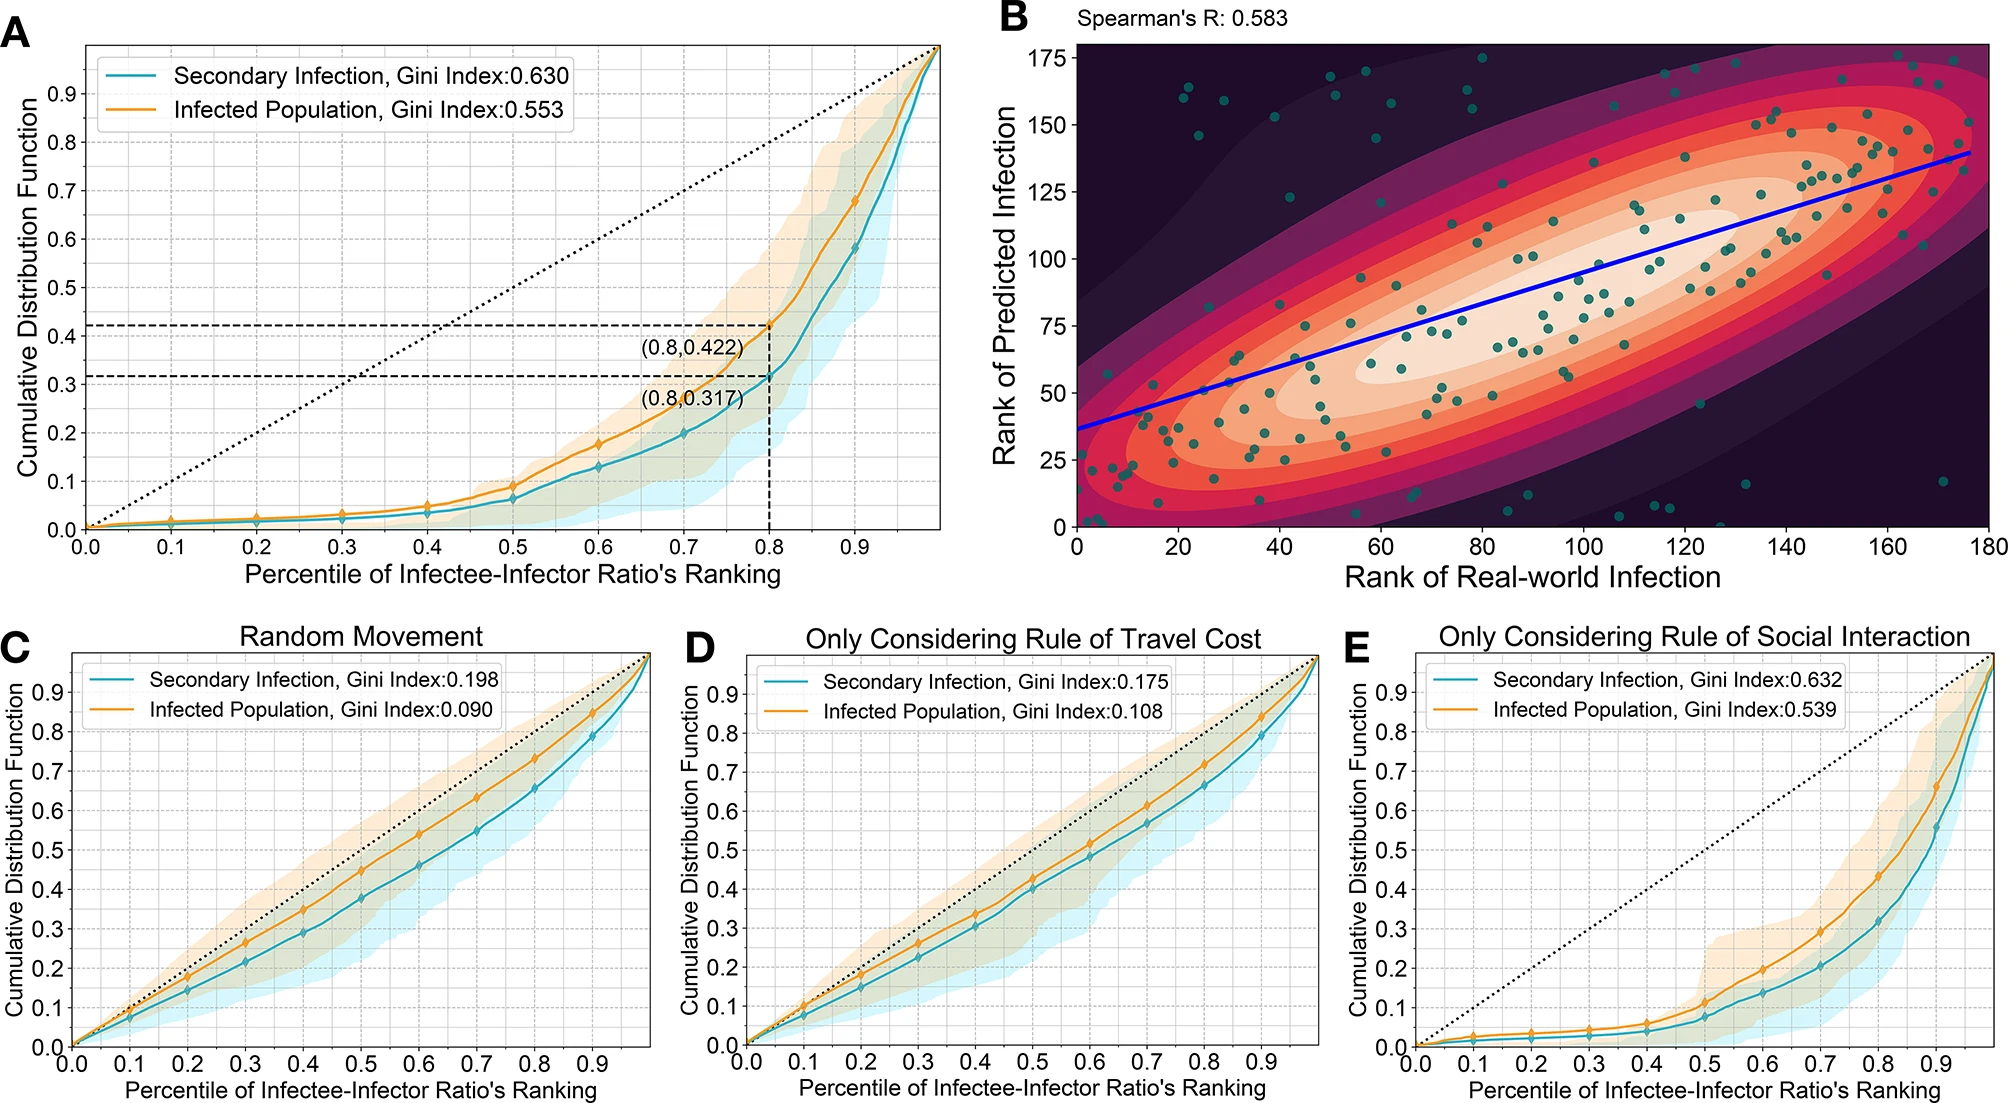 A
Secondary Infection, Gini Index:0.630
Infected Population, Gini Index:0.553
Cumulative Distribution Function
0.9
0.8
0.7
0.6
0.5
0.4
0.3
0.2
0.1
0.0
(0.8,0.422)
(0.8,0.317)
0.0 0.1 0.2 0.3 0.4 0.5 0.6 0.7 0.8 0.9
Percentile of Infectee-Infector Ratio's Ranking
B
Spearman's R: 0.583
Rank of Predicted Infection
175
150
125
100
75
50
25
0
0 20 40 60 80 100 120 140 160 180
Rank of Real-world Infection
C
Random Movement
Secondary Infection, Gini Index:0.198
Infected Population, Gini Index:0.090
Cumulative Distribution Function
0.9
0.8
0.7
0.6
0.5
0.4
0.3
0.2
0.1
0.0
0.0 0.1 0.2 0.3 0.4 0.5 0.6 0.7 0.8 0.9
Percentile of Infectee-Infector Ratio's Ranking
D
Only Considering Rule of Travel Cost
Secondary Infection, Gini Index:0.175
Infected Population, Gini Index:0.108
Cumulative Distribution Function
0.9
0.8
0.7
0.6
0.5
0.4
0.3
0.2
0.1
0.0
0.0 0.1 0.2 0.3 0.4 0.5 0.6 0.7 0.8 0.9
Percentile of Infectee-Infector Ratio's Ranking
E
Only Considering Rule of Social Interaction
Secondary Infection, Gini Index:0.632
Infected Population, Gini Index:0.539
Cumulative Distribution Function
0.9
0.8
0.7
0.6
0.5
0.4
0.3
0.2
0.1
0.0
0.0 0.1 0.2 0.3 0.4 0.5 0.6 0.7 0.8 0.9
Percentile of Infectee-Infector Ratio's Ranking